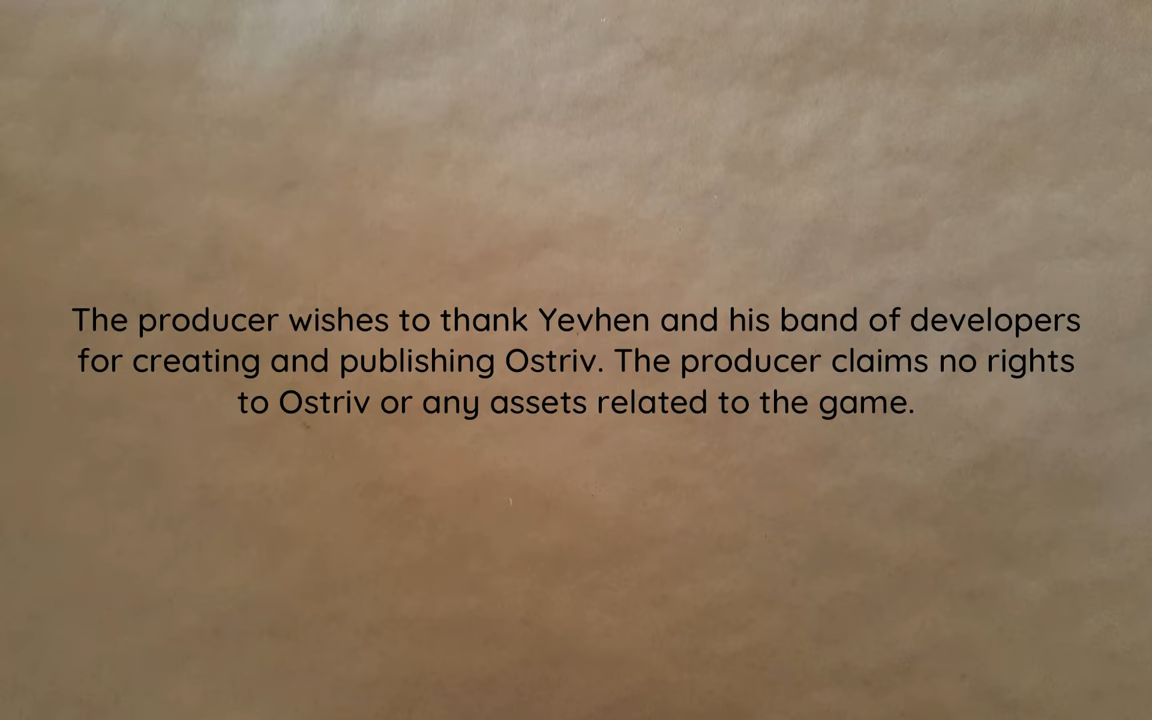 The producer wishes to thank Yevhen and his band of developers
for creating and publishing Ostriv. The producer claims no rights
to Ostriv or any assets related to the game.